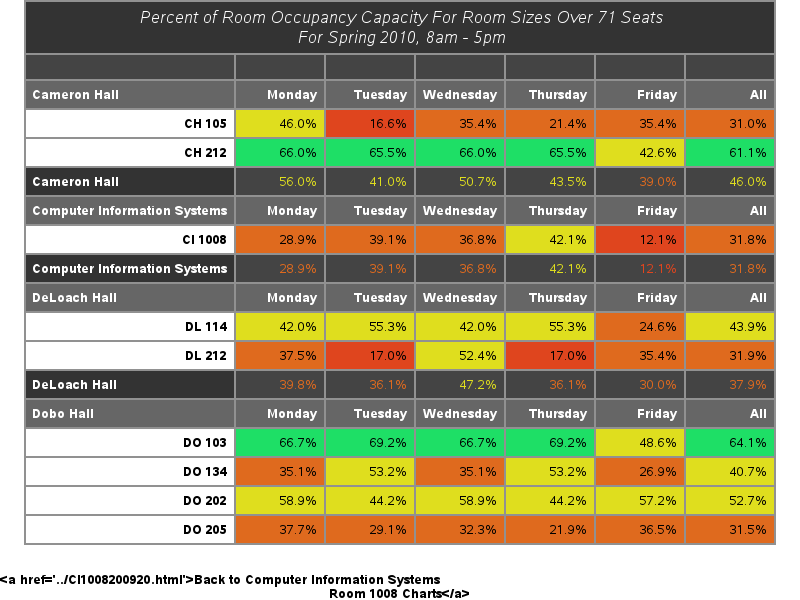 Percent of Room Occupancy Capacity For Room Sizes Over 71 Seats
For Spring 2010, 8am - 5pm
Cameron Hall Monday Tuesday Wednesday Thursday Friday All
CH 105 46.0% 16.6% 35.4% 21.4% 35.4% 31.0%
CH 212 66.0% 65.5% 66.0% 65.5% 42.6% 61.1%
Cameron Hall 56.0% 41.0% 50.7% 43.5% 39.0% 46.0%
Computer Information Systems Monday Tuesday Wednesday Thursday Friday All
CI 1008 28.9% 39.1% 36.8% 42.1% 12.1% 31.8%
Computer Information Systems 28.9% 39.1% 36.8% 42.1% 12.1% 31.8%
DeLoach Hall Monday Tuesday Wednesday Thursday Friday All
DL 114 42.0% 55.3% 42.0% 55.3% 24.6% 43.9%
DL 212 37.5% 17.0% 52.4% 17.0% 35.4% 31.9%
DeLoach Hall 39.8% 36.1% 47.2% 36.1% 30.0% 37.9%
Dobo Hall Monday Tuesday Wednesday Thursday Friday All
DO 103 66.7% 69.2% 66.7% 69.2% 48.6% 64.1%
DO 134 35.1% 53.2% 35.1% 53.2% 26.9% 40.7%
DO 202 58.9% 44.2% 58.9% 44.2% 57.2% 52.7%
DO 205 37.7% 29.1% 32.3% 21.9% 36.5% 31.5%
<a href='../CI1008200920.html'>Back to Computer Information Systems
Room 1008 Charts</a>